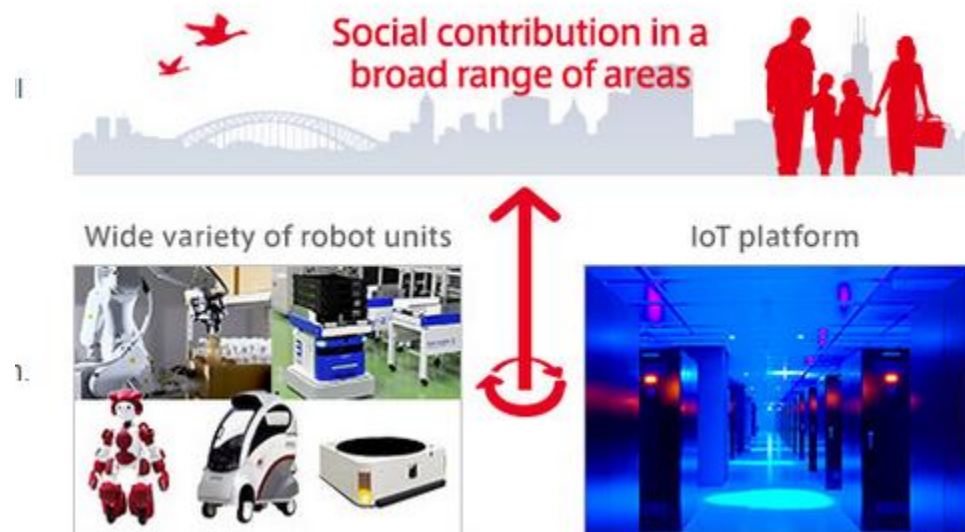 Social contribution in a
broad range of areas
Wide variety of robot units
IoT platform